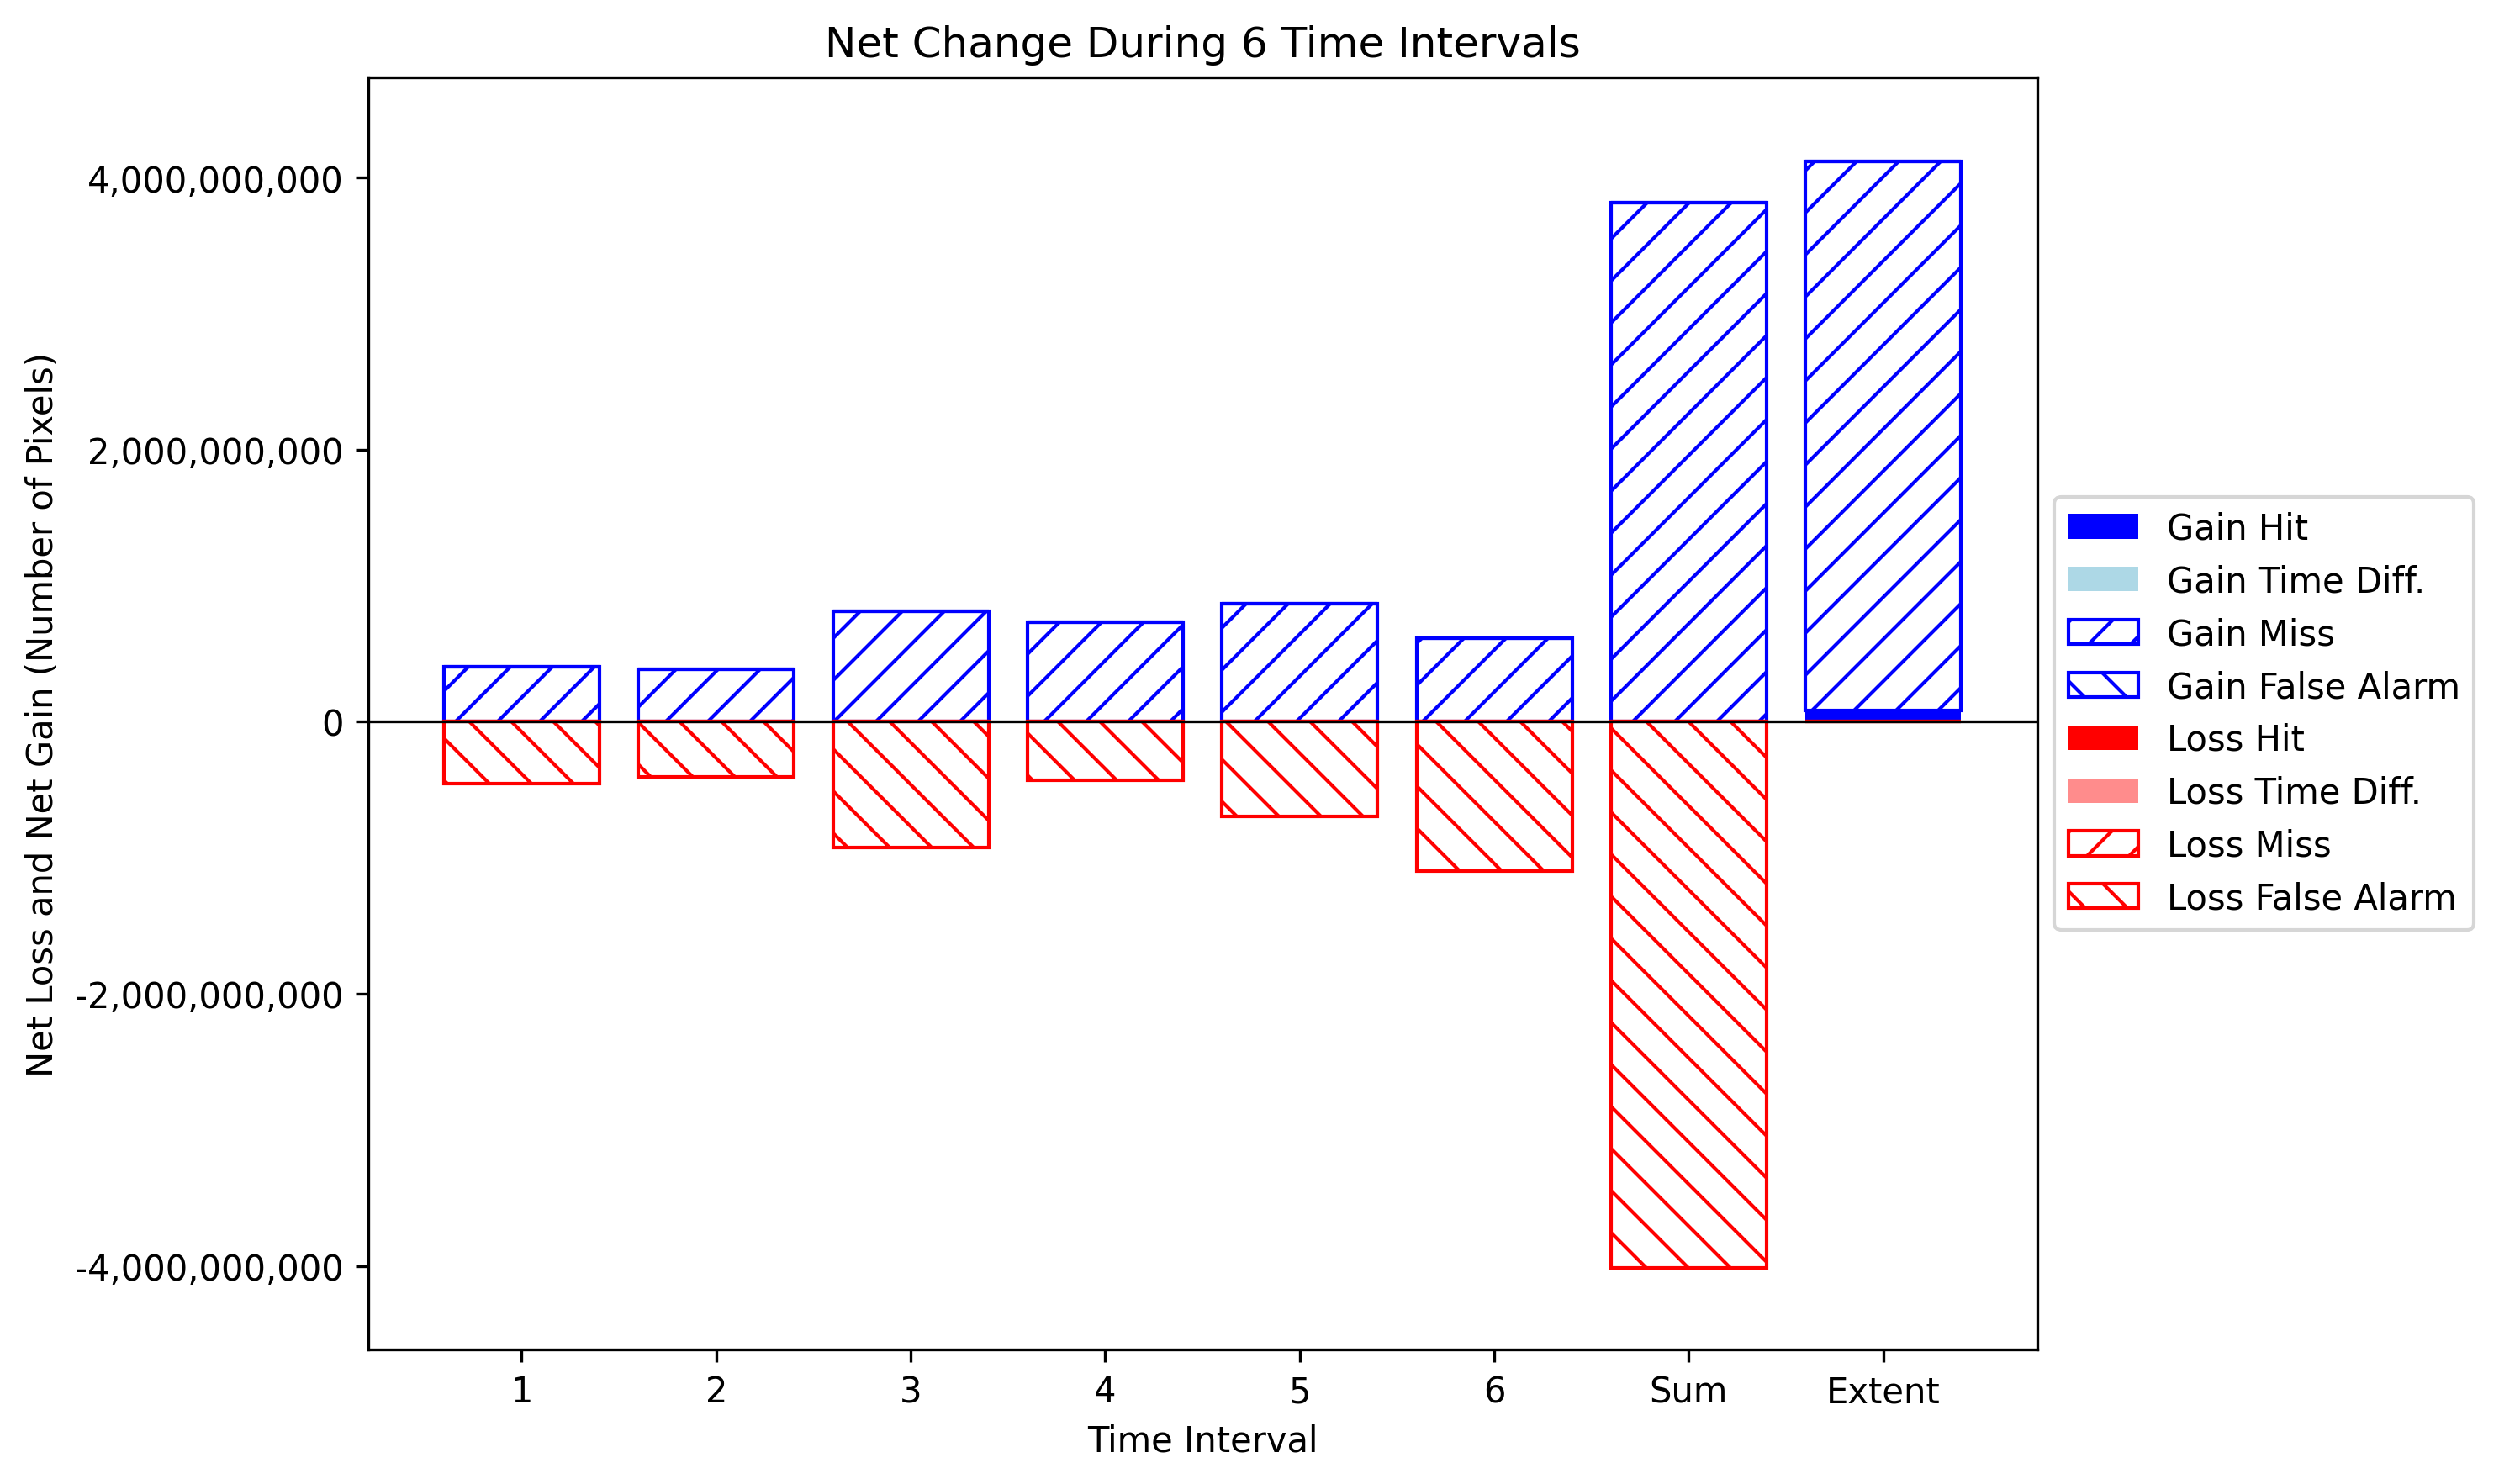 Net Change During 6 Time Intervals
Net Loss and Net Gain (Number of Pixels)
4,000,000,000
2,000,000,000
0
-2,000,000,000
-4,000,000,000
1 2 3 4 5 6 Sum Extent
Time Interval
Gain Hit
Gain Time Diff.
Gain Miss
Gain False Alarm
Loss Hit
Loss Time Diff.
Loss Miss
Loss False Alarm